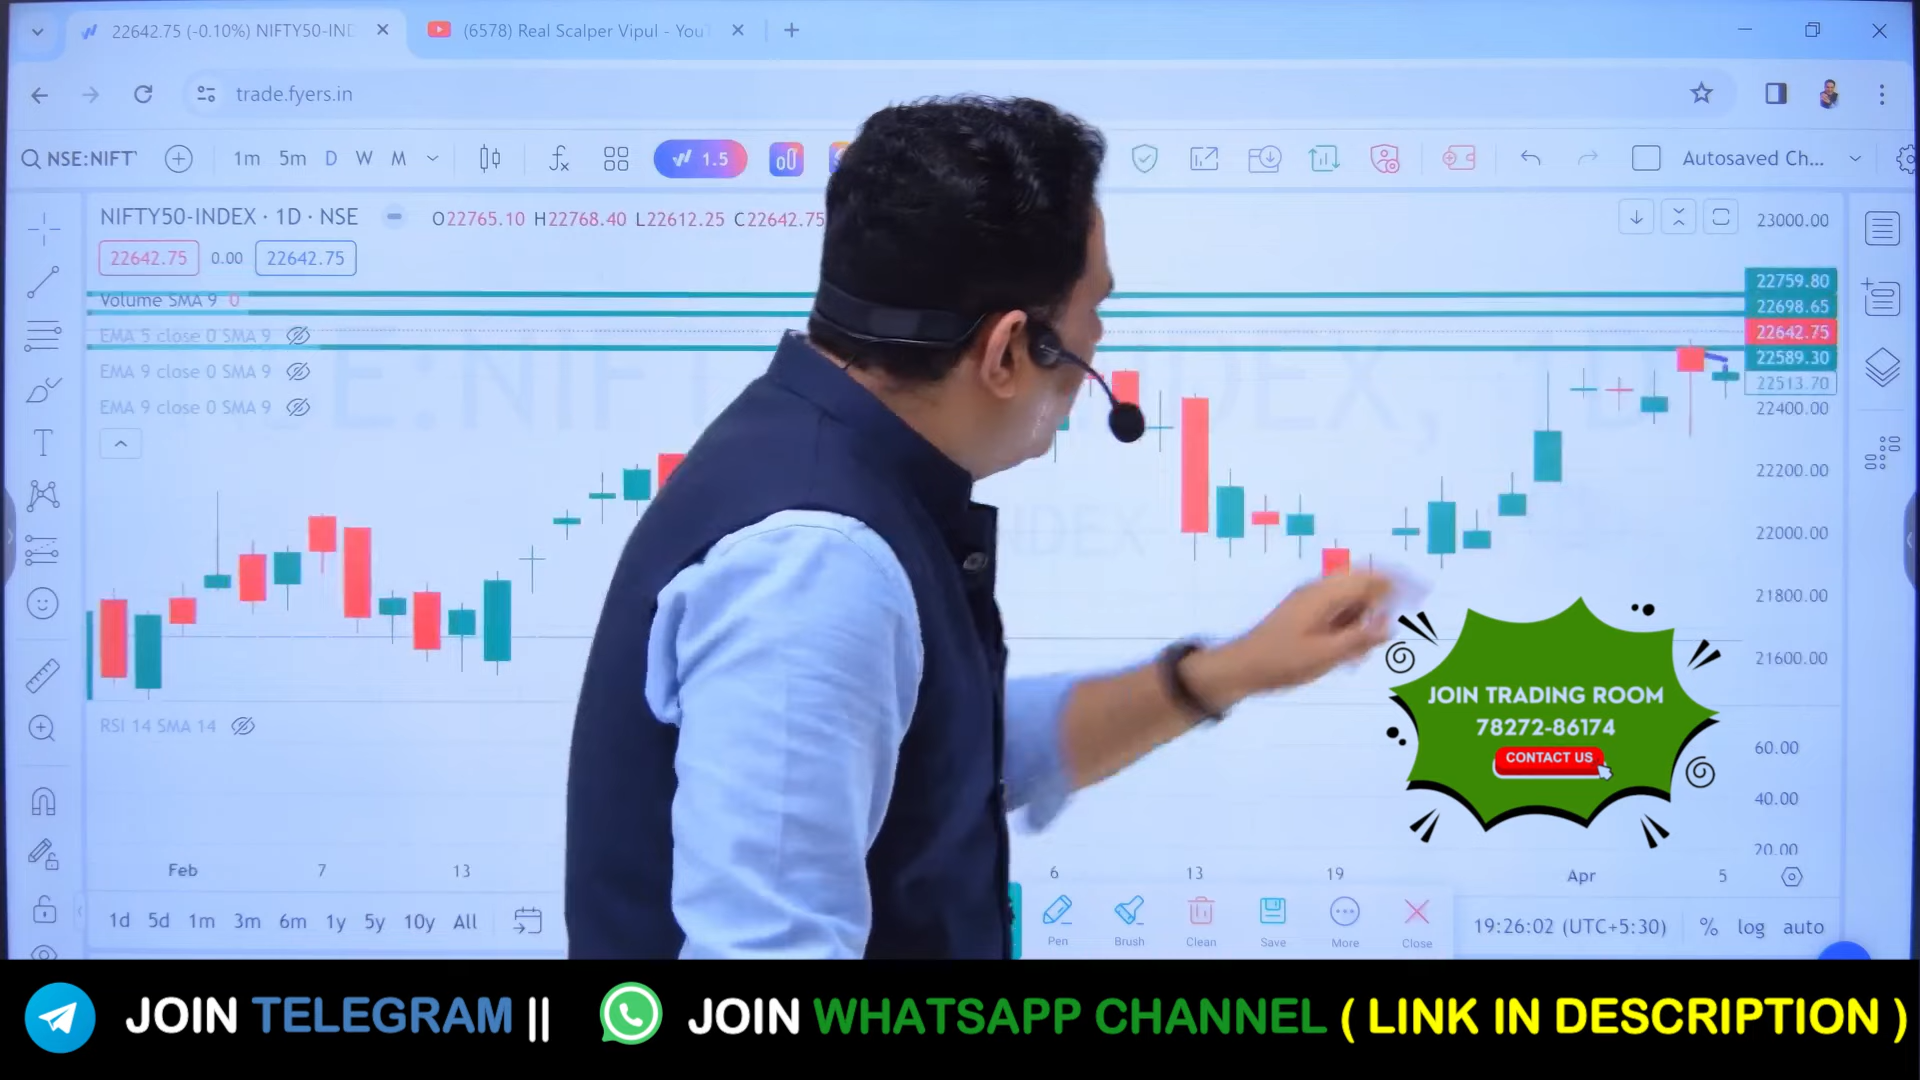 22642.75 (-0.10%) NIFTY50-IND
(6578) Real Scalper Vipul - YouT
trade.fyers.in
NSE:NIFT
1m 5m D W M
1.5
Autosaved Ch...
NIFTY50-INDEX · 1D · NSE
O22765.10 H22768.40 L22612.25 C22642.75
22642.75 0.00 22642.75
Volume SMA 9 0
EMA 5 close 0 SMA 9
EMA 9 close 0 SMA 9
EMA 9 close 0 SMA 9
23000.00
22759.80
22698.65
22642.75
22589.30
22513.70
22400.00
22200.00
22000.00
21800.00
21600.00
RSI 14 SMA 14
60.00
40.00
20.00
JOIN TRADING ROOM
78272-86174
CONTACT US
Feb 7 13 6 13 19 Apr 5
1d 5d 1m 3m 6m 1y 5y 10y All
Pen Brush Clean Save More Close
19:26:02 (UTC+5:30) % log auto
JOIN TELEGRAM || JOIN WHATSAPP CHANNEL ( LINK IN DESCRIPTION )